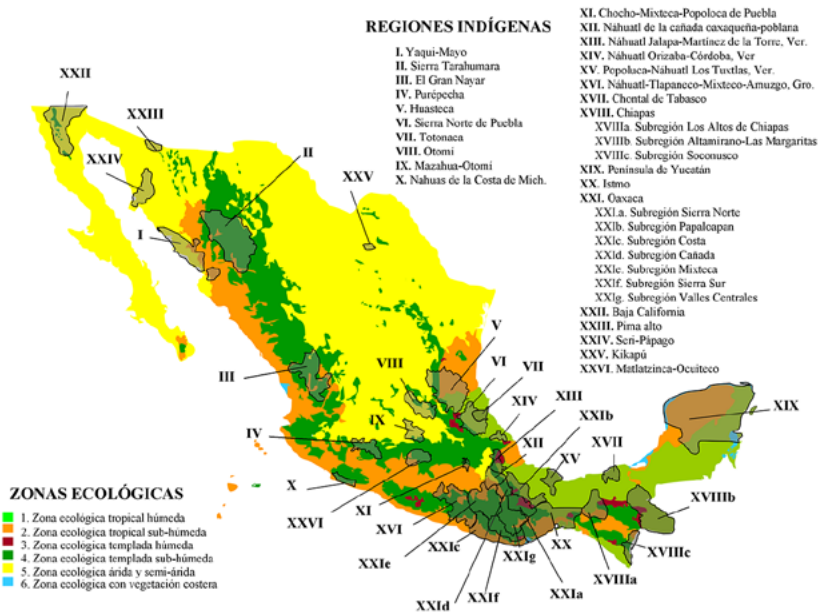 REGIONES INDÍGENAS
I. Yaqui-Mayo
II. Sierra Tarahumara
III. El Gran Nayar
IV. Purépecha
V. Huasteca
VI. Sierra Norte de Puebla
VII. Totonaca
VIII. Otomí
IX. Mazahua-Otomí
X. Nahuas de la Costa de Mich.
XI. Chocho-Mixteca-Popoloca de Puebla
XII. Náhuatl de la cañada oaxaqueña-poblana
XIII. Náhuatl Jalapa-Martínez de la Torre, Ver.
XIV. Náhuatl Orizaba-Córdoba, Ver
XV. Popoluca-Náhuatl Los Tuxtlas, Ver.
XVI. Náhuatl-Tlapaneco-Mixteco-Amuzgo, Gro.
XVII. Chontal de Tabasco
XVIII. Chiapas
XVIIIa. Subregión Los Altos de Chiapas
XVIIIb. Subregión Altamirano-Las Margaritas
XVIIIc. Subregión Soconusco
XIX. Península de Yucatán
XX. Istmo
XXI. Oaxaca
XXI.a. Subregión Sierra Norte
XXIb. Subregión Papaloapan
XXIc. Subregión Costa
XXId. Subregión Cañada
XXIe. Subregión Mixteca
XXIf. Subregión Sierra Sur
XXIg. Subregión Valles Centrales
XXII. Baja California
XXIII. Pima alto
XXIV. Seri-Pápago
XXV. Kikapú
XXVI. Matlatzinca-Ocuiteco
XXII
XXIII
XXIV
II
XXV
I
V
VIII
VI
VII
III
XIV
XIII
XIX
IX
XXIb
IV
XII
XVII
XV
X
XVIIIb
XI
XXVI
XVI
XXIc
XX
XXIg
XVIIIc
XXIe
XVIIIa
XXIa
XXIf
XXId
ZONAS ECOLÓGICAS
1. Zona ecológica tropical húmeda
2. Zona ecológica tropical sub-húmeda
3. Zona ecológica templada húmeda
4. Zona ecológica templada sub-húmeda
5. Zona ecológica árida y semi-árida
6. Zona ecológica con vegetación costera